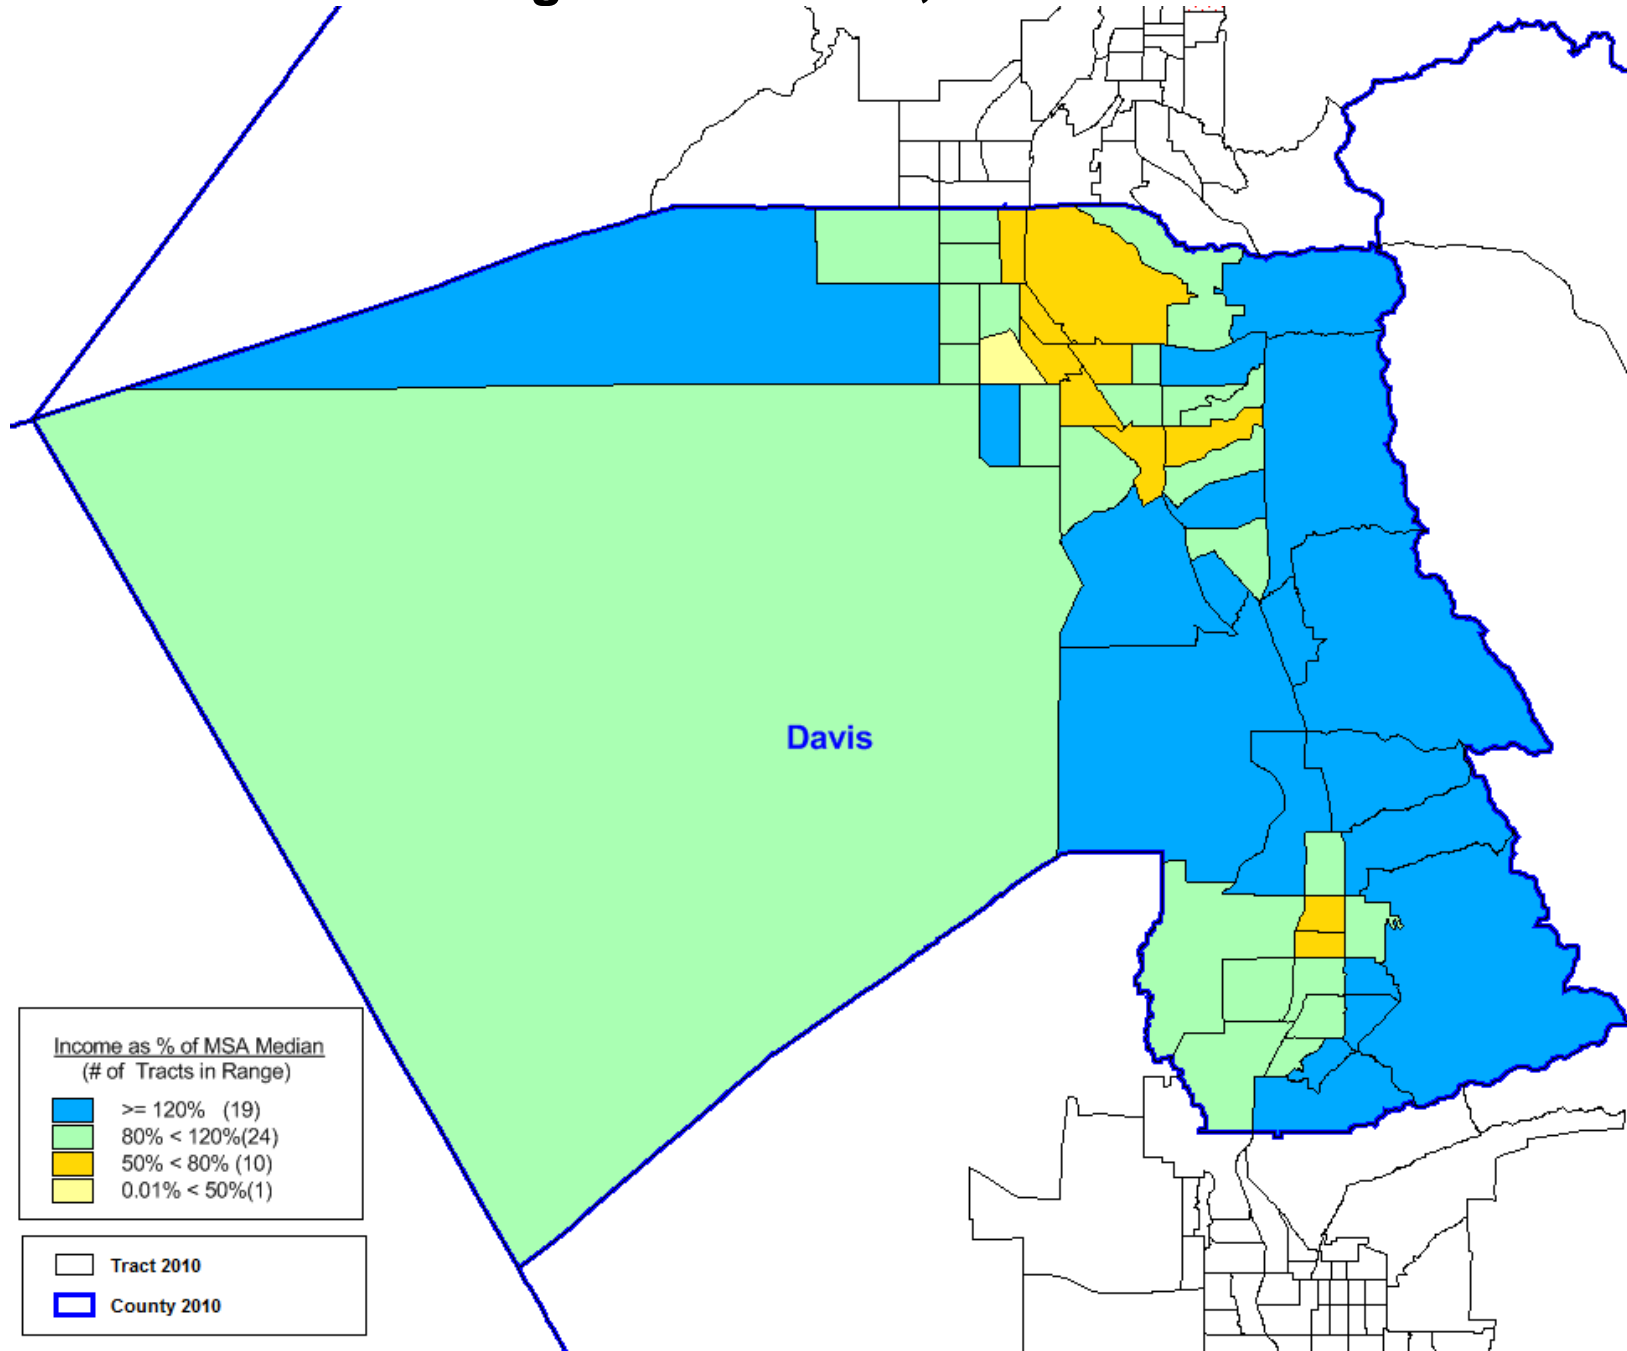 Davis
Income as % of MSA Median
(# of Tracts in Range)
>= 120% (19)
80% < 120%(24)
50% < 80% (10)
0.01% < 50%(1)
Tract 2010
County 2010